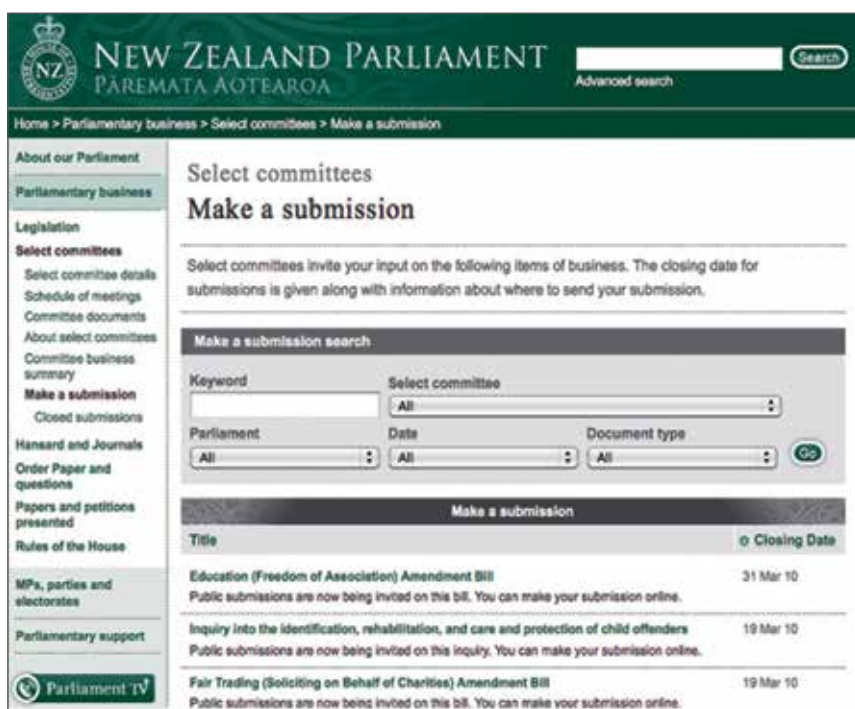 NZ
NEW ZEALAND PARLIAMENT
PĀREMATA AOTEAROA
Search
Advanced search
Home > Parliamentary business > Select committees > Make a submission
About our Parliament
Parliamentary business
Legislation
Select committees
Select committee details
Schedule of meetings
Committee documents
About select committees
Committee business
summary
Make a submission
Closed submissions
Hansard and Journals
Order Paper and
questions
Papers and petitions
presented
Rules of the House
MPs, parties and
electorates
Parliamentary support
Parliament TV
Select committees
Make a submission
Select committees invite your input on the following items of business. The closing date for
submissions is given along with information about where to send your submission.
Make a submission search
Keyword Select committee
All
Parliament Date Document type
All All All Go
Make a submission
Title Closing Date
Education (Freedom of Association) Amendment Bill 31 Mar 10
Public submissions are now being invited on this bill. You can make your submission online.
Inquiry into the identification, rehabilitation, and care and protection of child offenders 19 Mar 10
Public submissions are now being invited on this inquiry. You can make your submission online.
Fair Trading (Soliciting on Behalf of Charities) Amendment Bill 19 Mar 10
Public submissions are now being invited on this bill. You can make your submission online.